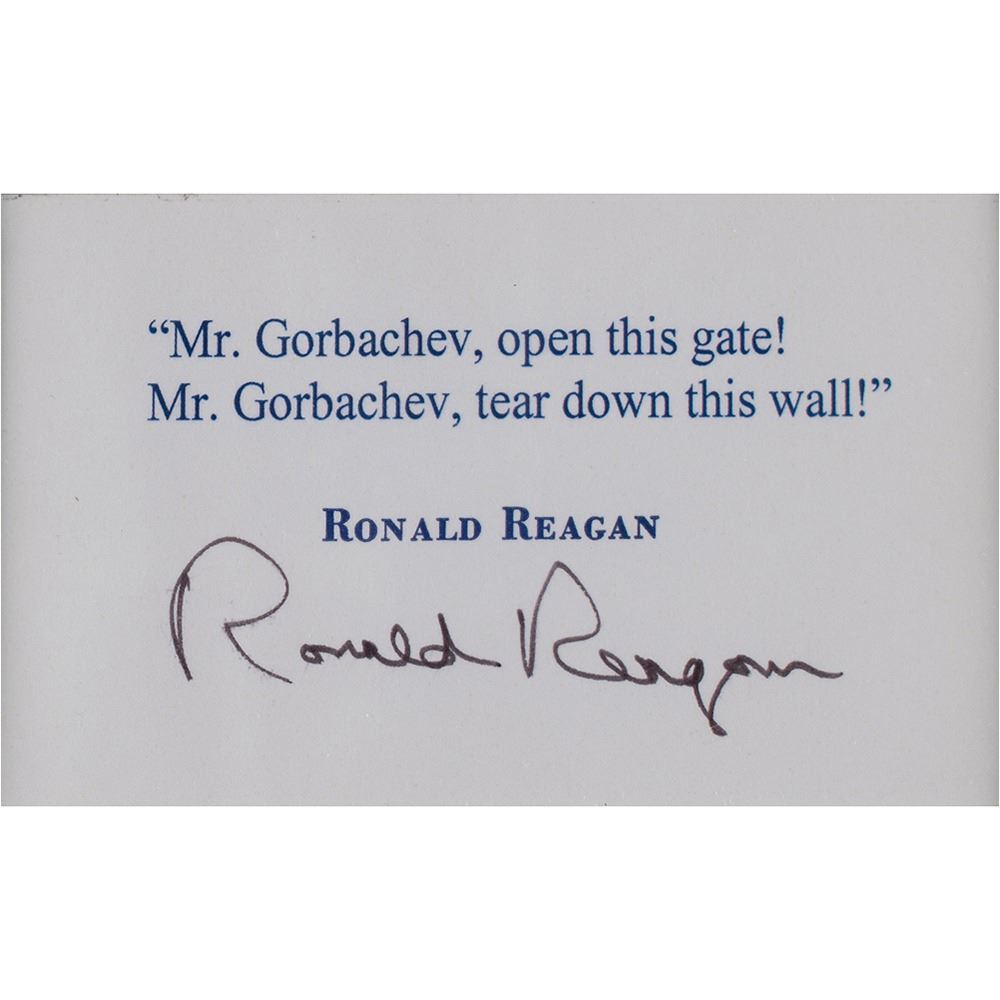 “Mr. Gorbachev, open this gate!
Mr. Gorbachev, tear down this wall!”
RONALD REAGAN
Ronald Reagan